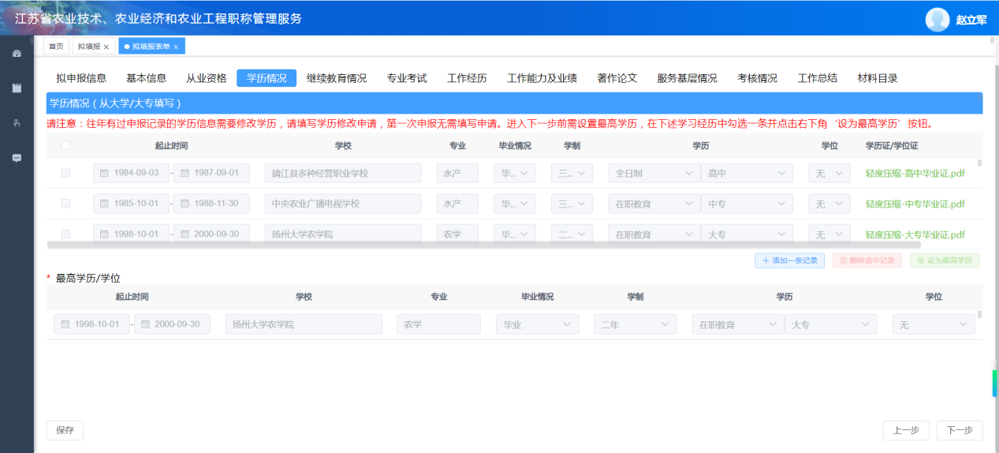 江苏省农业技术、农业经济和农业工程职称管理服务 赵立军
首页 拟填报 × 拟填报表单 ×
拟申报信息 基本信息 从业资格 学历情况 继续教育情况 专业考试 工作经历 工作能力及业绩 著作论文 服务基层情况 考核情况 工作总结 材料目录
学历情况（从大学/大专填写）
请注意：往年有过申报记录的学历信息需要修改学历，请填写学历修改申请，第一次申报无需填写申请。进入下一步前需设置最高学历，在下述学习经历中勾选一条并点击右下角‘设为最高学历’按钮。
起止时间 学校 专业 毕业情况 学制 学历 学位 学历证/学位证
1984-09-03 - 1987-09-01 靖江县多种经营职业学校 水产 毕... 三... 全日制 高中 无 轻度压缩-高中毕业证.pdf
1985-10-01 - 1988-11-30 中央农业广播电视学校 水产 毕... 三... 在职教育 中专 无 轻度压缩-中专毕业证.pdf
1998-10-01 - 2000-09-30 扬州大学农学院 农学 毕... 二... 在职教育 大专 无 轻度压缩-大专毕业证.pdf
+ 添加一条记录 删除选中记录 设为最高学历
* 最高学历/学位
起止时间 学校 专业 毕业情况 学制 学历 学位
1998-10-01 - 2000-09-30 扬州大学农学院 农学 毕业 二年 在职教育 大专 无
保存 上一步 下一步